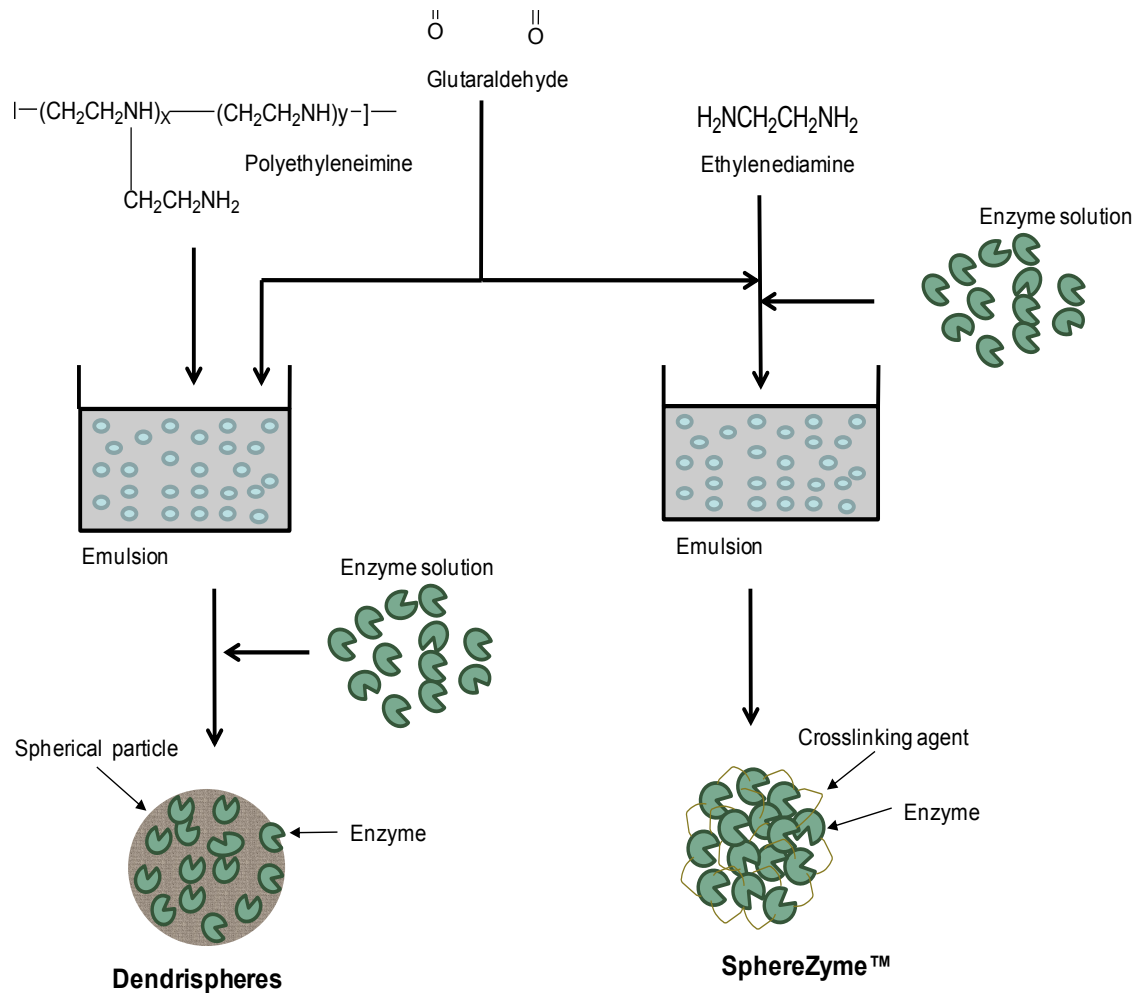 O O
Glutaraldehyde
–(CH₂CH₂NH)x—(CH₂CH₂NH)y-]—
CH₂CH₂NH₂
Polyethyleneimine
H₂NCH₂CH₂NH₂
Ethylenediamine
Enzyme solution
Emulsion
Emulsion
Enzyme solution
Spherical particle
Enzyme
Crosslinking agent
Enzyme
Dendrispheres
SphereZyme™